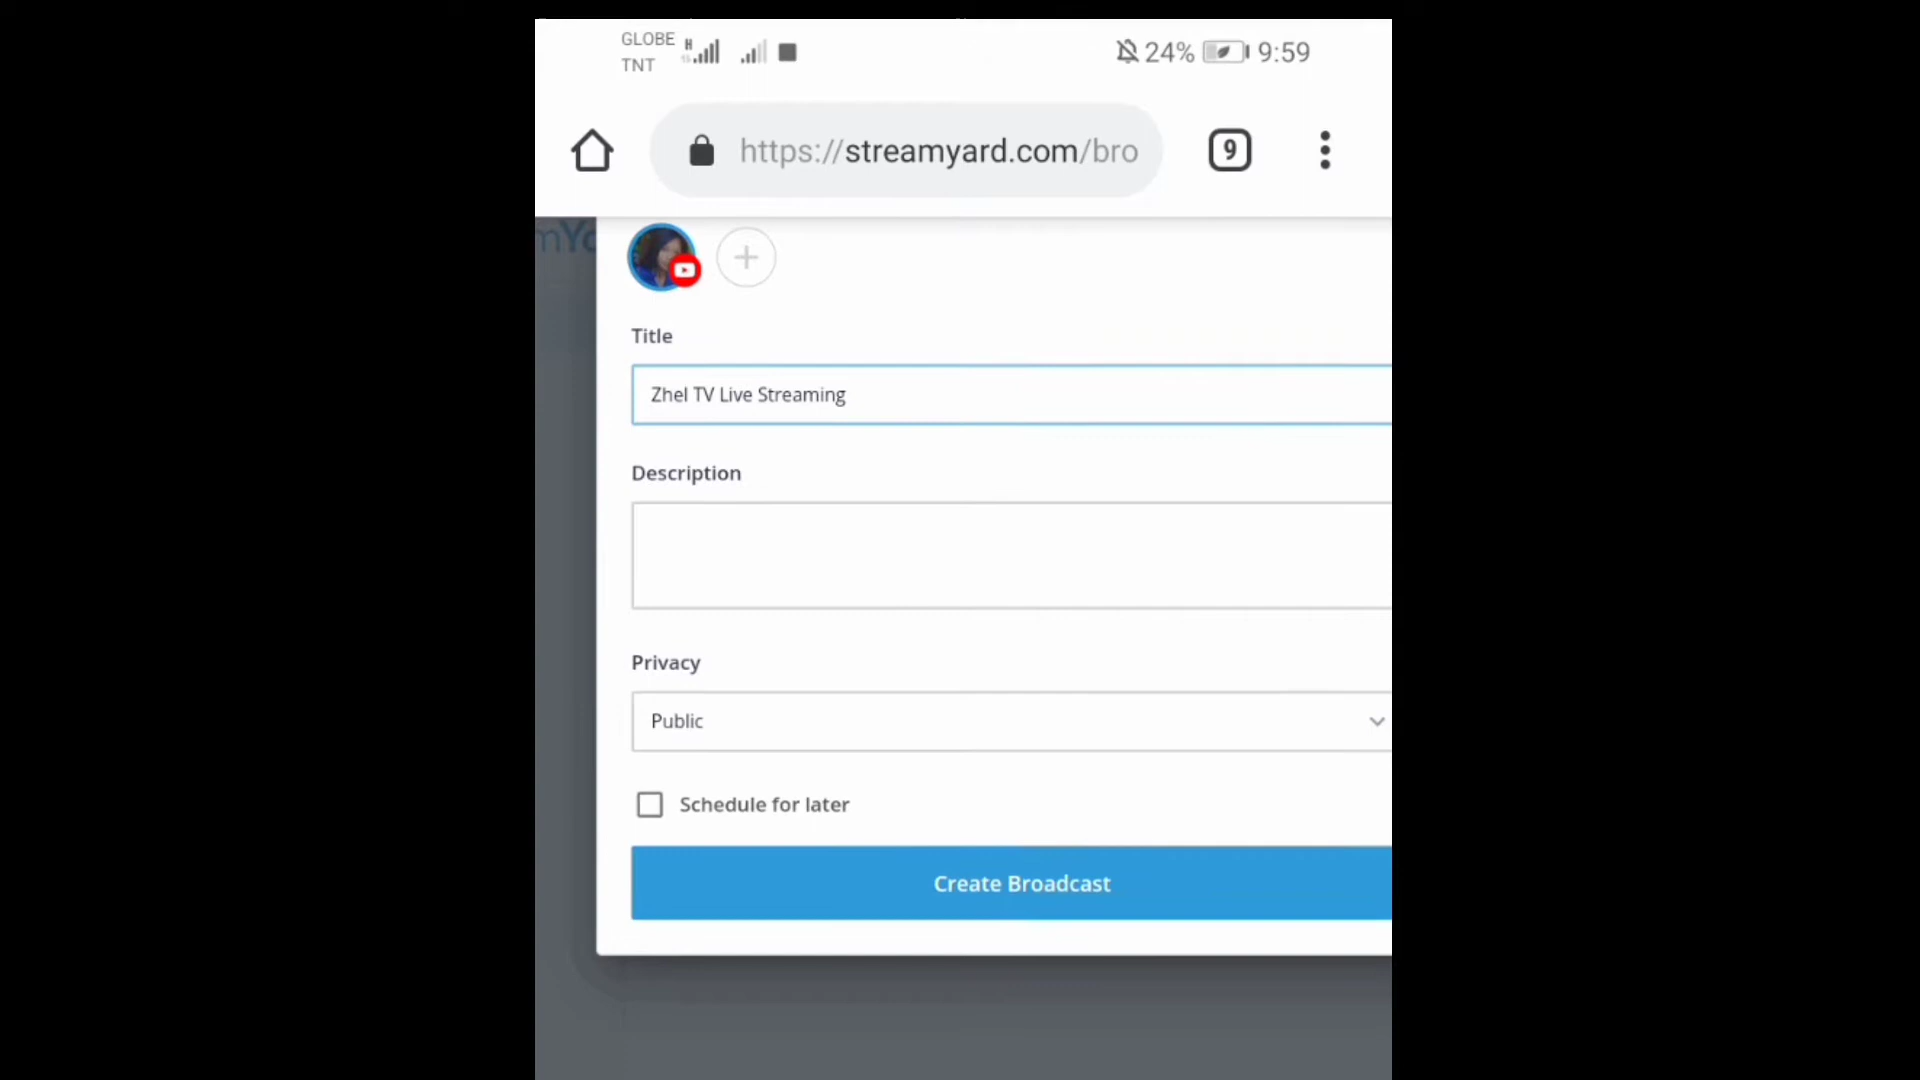 GLOBE
TNT
H
24% 9:59
https://streamyard.com/bro
9
mYo
Title
Zhel TV Live Streaming
Description
Privacy
Public
Schedule for later
Create Broadcast